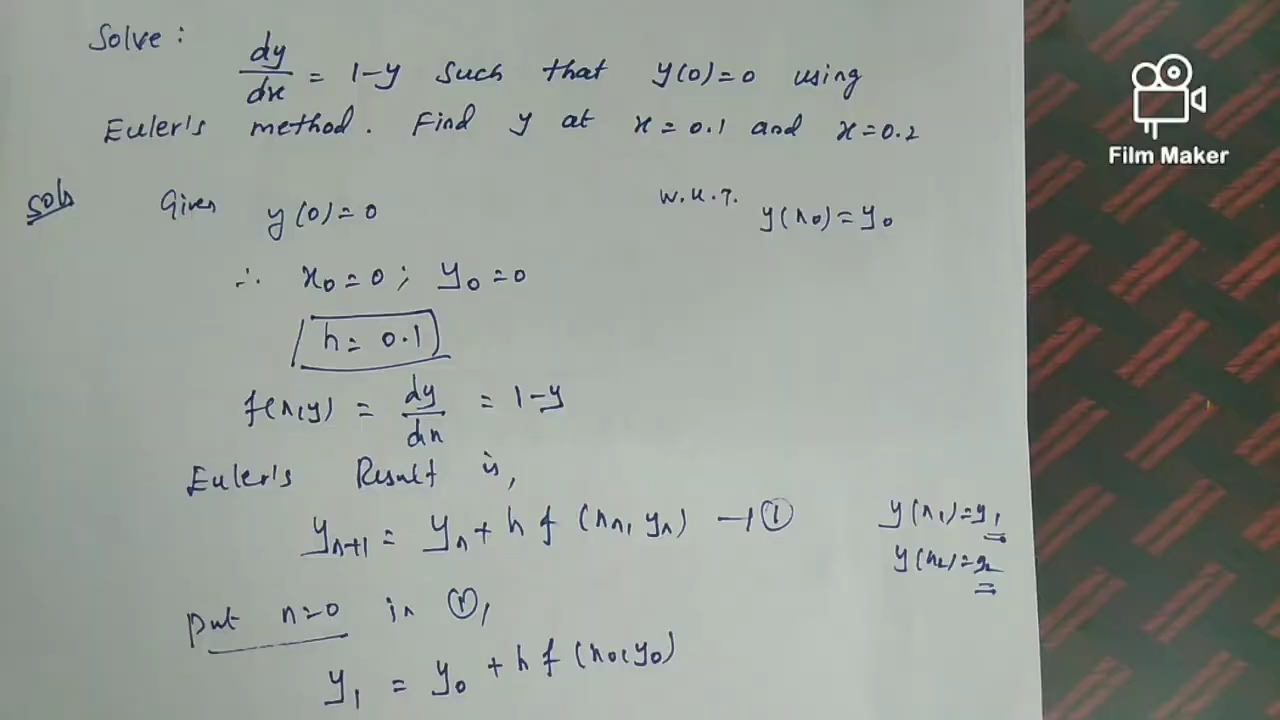 Solve :
dy/dx = 1-y such that y(0)=0 using
Euler's method. Find y at x=0.1 and x=0.2
Soln Given y(0)=0 W.K.T. y(x0)=y0
∴ x0=0 ; y0=0
h= 0.1
f(x,y) = dy/dx = 1-y
Euler's Result is,
yn+1 = yn + h f (xn, yn) — ①
y(x1)=y1
y(x2)=y2
put n=0 in ①,
y1 = y0 + h f (x0, y0)
Film Maker